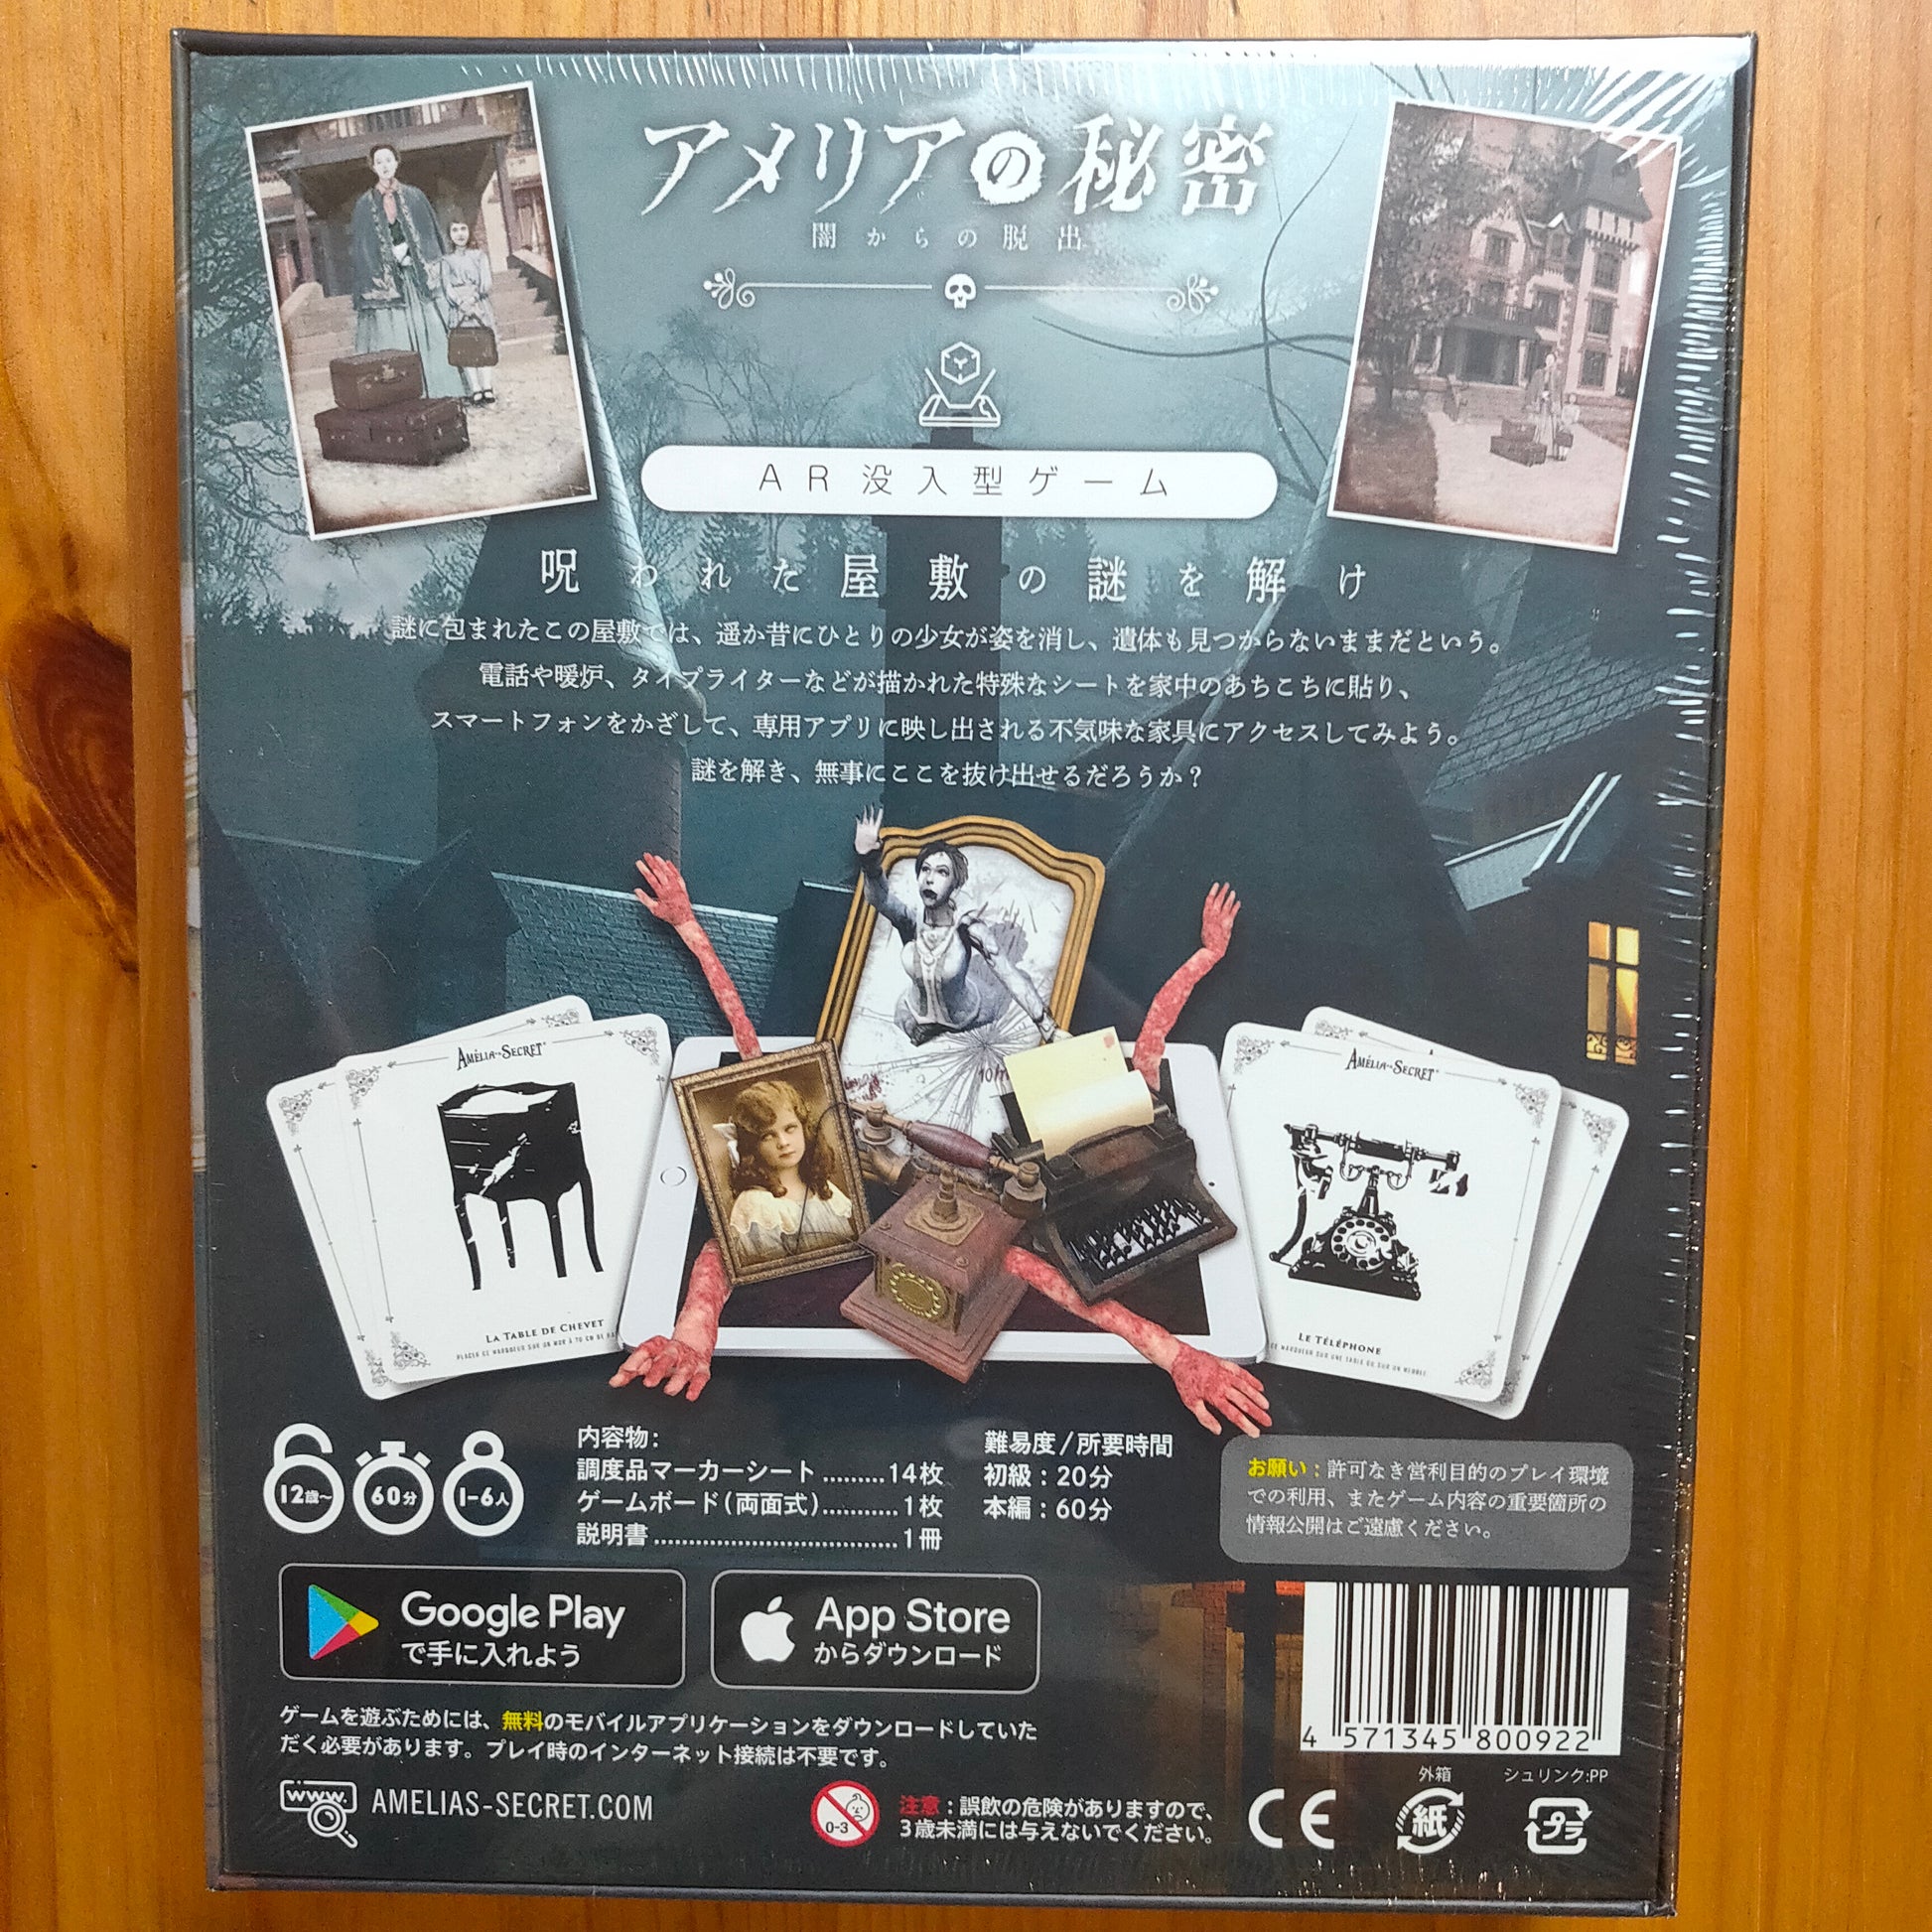 アメリアの秘密
闇からの脱出
AR没入型ゲーム
呪われた屋敷の謎を解け
謎に包まれたこの屋敷では、遥か昔にひとりの少女が姿を消し、遺体も見つからないままだという。
電話や暖炉、タイプライターなどが描かれた特殊なシートを家中のあちこちに貼り、
スマートフォンをかざして、専用アプリに映し出される不気味な家具にアクセスしてみよう。
謎を解き、無事にここを抜け出せるだろうか？
AMÉLIA'S SECRET
LA TABLE DE CHEVET
PLACER CE MARQUEUR SUR UN MUR À 70 CM DE
AMÉLIA'S SECRET
LE TÉLÉPHONE
CE MARQUEUR SUR UNE TABLE OU SUR UN MEUBLE
12歳~
60分
1-6人
内容物：
調度品マーカーシート .........14枚
ゲームボード（両面式）...........1枚
説明書 ...................................1冊
難易度/所要時間
初級：20分
本編：60分
お願い：許可なき営利目的のプレイ環境
での利用、またゲーム内容の重要箇所の
情報公開はご遠慮ください。
Google Play
で手に入れよう
App Store
からダウンロード
ゲームを遊ぶためには、無料のモバイルアプリケーションをダウンロードしていた
だく必要があります。プレイ時のインターネット接続は不要です。
4 571345 800922
www.
AMELIAS-SECRET.COM
0-3
注意：誤飲の危険がありますので、
3歳未満には与えないでください。
CE
外箱
紙
シュリンク:PP
プラ